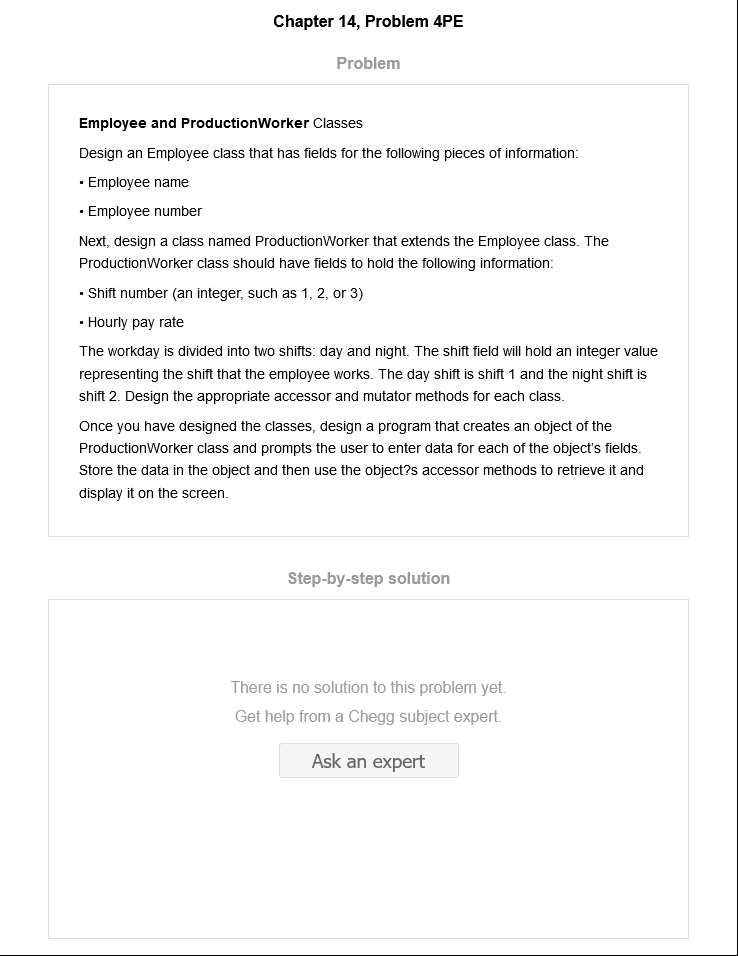 Chapter 14, Problem 4PE
Problem
Employee and ProductionWorker Classes
Design an Employee class that has fields for the following pieces of information:
• Employee name
• Employee number
Next, design a class named ProductionWorker that extends the Employee class. The
ProductionWorker class should have fields to hold the following information:
• Shift number (an integer, such as 1, 2, or 3)
• Hourly pay rate
The workday is divided into two shifts: day and night. The shift field will hold an integer value
representing the shift that the employee works. The day shift is shift 1 and the night shift is
shift 2. Design the appropriate accessor and mutator methods for each class.
Once you have designed the classes, design a program that creates an object of the
ProductionWorker class and prompts the user to enter data for each of the object’s fields.
Store the data in the object and then use the object?s accessor methods to retrieve it and
display it on the screen.
Step-by-step solution
There is no solution to this problem yet.
Get help from a Chegg subject expert.
Ask an expert